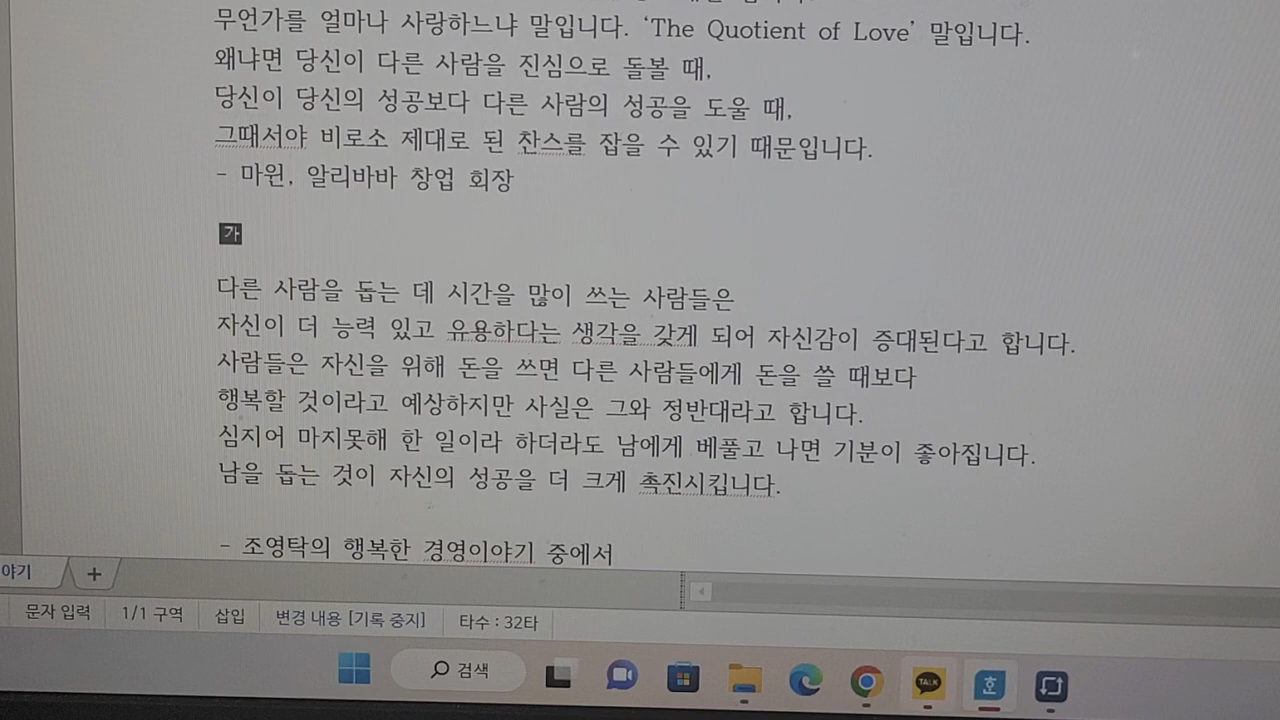 무언가를 얼마나 사랑하느냐 말입니다. ‘The Quotient of Love’ 말입니다.
왜냐면 당신이 다른 사람을 진심으로 돌볼 때,
당신이 당신의 성공보다 다른 사람의 성공을 도울 때,
그때서야 비로소 제대로 된 찬스를 잡을 수 있기 때문입니다.
- 마윈, 알리바바 창업 회장
가
다른 사람을 돕는 데 시간을 많이 쓰는 사람들은
자신이 더 능력 있고 유용하다는 생각을 갖게 되어 자신감이 증대된다고 합니다.
사람들은 자신을 위해 돈을 쓰면 다른 사람들에게 돈을 쓸 때보다
행복할 것이라고 예상하지만 사실은 그와 정반대라고 합니다.
심지어 마지못해 한 일이라 하더라도 남에게 베풀고 나면 기분이 좋아집니다.
남을 돕는 것이 자신의 성공을 더 크게 촉진시킵니다.
- 조영탁의 행복한 경영이야기 중에서
야기 +
문자 입력 1/1 구역 삽입 변경 내용 [기록 중지] 타수 : 32타
검색 TALK 호